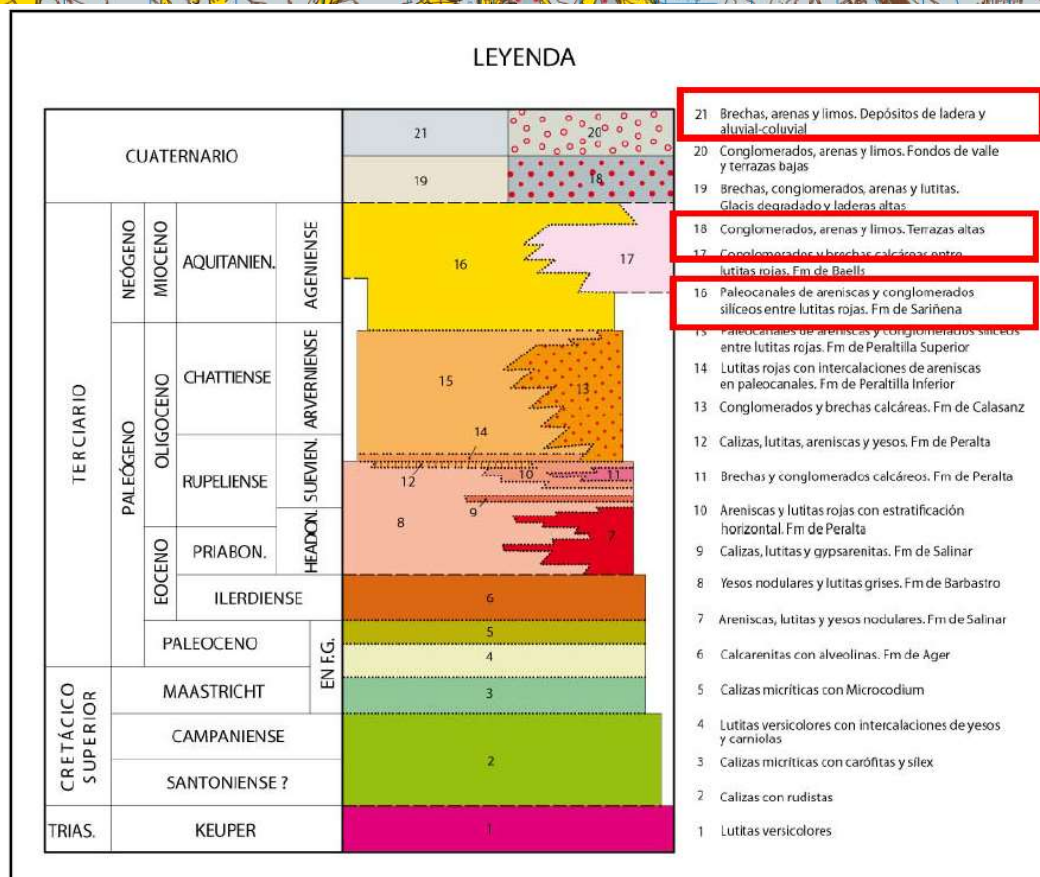 LEYENDA
CUATERNARIO
TERCIARIO
NEÓGENO
MIOCENO
AQUITANIEN.
AGENIENSE
PALEÓGENO
OLIGOCENO
CHATTIENSE
ARVERNIENSE
RUPELIENSE
SUEVIEN.
EOCENO
PRIABON.
HEADON.
ILERDIENSE
PALEOCENO
EN F.G.
CRETÁCICO
SUPERIOR
MAASTRICHT
CAMPANIENSE
SANTONIENSE ?
TRIAS.
KEUPER
21
20
19
18
16
17
15
13
14
12
10
11
9
8
7
6
5
4
3
2
1
21 Brechas, arenas y limos. Depósitos de ladera y
aluvial-coluvial
20 Conglomerados, arenas y limos. Fondos de valle
y terrazas bajas
19 Brechas, conglomerados, arenas y lutitas.
Glacis degradado y laderas altas
18 Conglomerados, arenas y limos. Terrazas altas
17 Conglomerados y brechas calcáreas entre
lutitas rojas. Fm de Baells
16 Paleocanales de areniscas y conglomerados
silíceos entre lutitas rojas. Fm de Sariñena
15 Paleocanales de areniscas y conglomerados silíceos
entre lutitas rojas. Fm de Peraltilla Superior
14 Lutitas rojas con intercalaciones de areniscas
en paleocanales. Fm de Peraltilla Inferior
13 Conglomerados y brechas calcáreas. Fm de Calasanz
12 Calizas, lutitas, areniscas y yesos. Fm de Peralta
11 Brechas y conglomerados calcáreos. Fm de Peralta
10 Areniscas y lutitas rojas con estratificación
horizontal. Fm de Peralta
9 Calizas, lutitas y gypsarenitas. Fm de Salinar
8 Yesos nodulares y lutitas grises. Fm de Barbastro
7 Areniscas, lutitas y yesos nodulares. Fm de Salinar
6 Calcarenitas con alveolinas. Fm de Ager
5 Calizas micríticas con Microcodium
4 Lutitas versicolores con intercalaciones de yesos
y carniolas
3 Calizas micríticas con carófitas y sílex
2 Calizas con rudistas
1 Lutitas versicolores